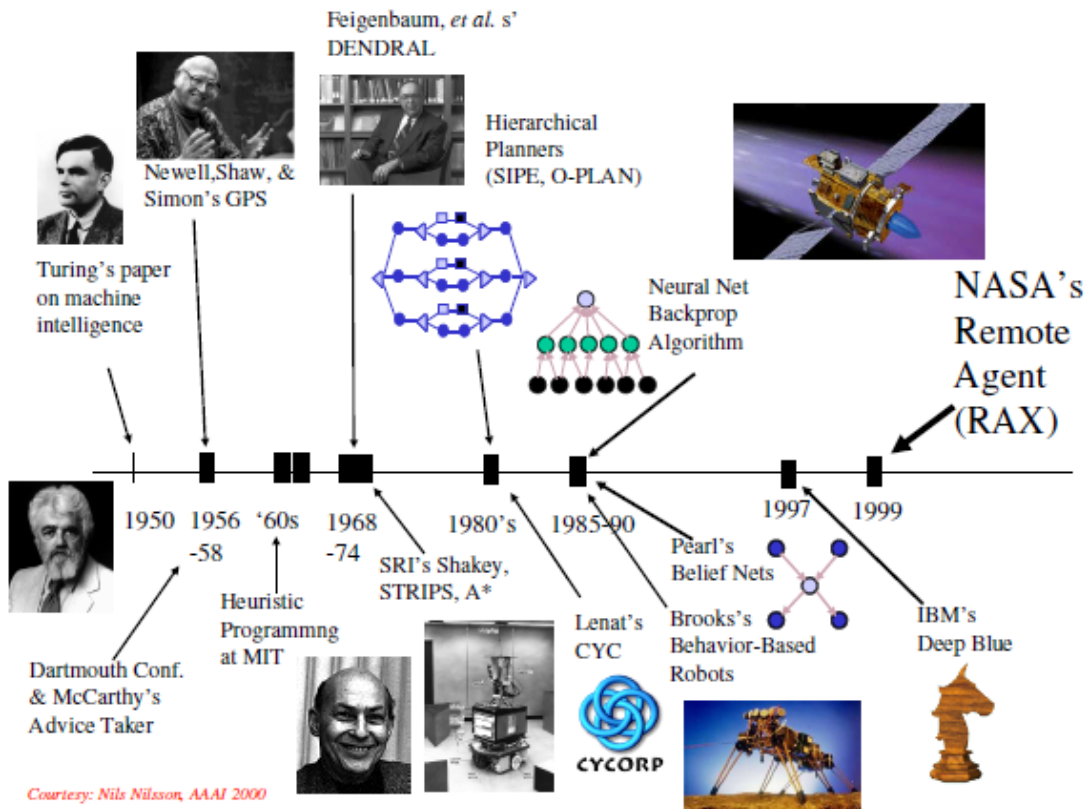 Feigenbaum, et al. s'
DENDRAL
Newell,Shaw, &
Simon's GPS
Hierarchical
Planners
(SIPE, O-PLAN)
Turing's paper
on machine
intelligence
Neural Net
Backprop
Algorithm
NASA's
Remote
Agent
(RAX)
1950
1956
-58
‘60s
1968
-74
1980's
1985-90
1997
1999
SRI's Shakey,
STRIPS, A*
Pearl's
Belief Nets
Heuristic
Programmng
at MIT
Lenat's
CYC
Brooks's
Behavior-Based
Robots
IBM's
Deep Blue
Dartmouth Conf.
& McCarthy's
Advice Taker
CYCORP
Courtesy: Nils Nilsson, AAAI 2000